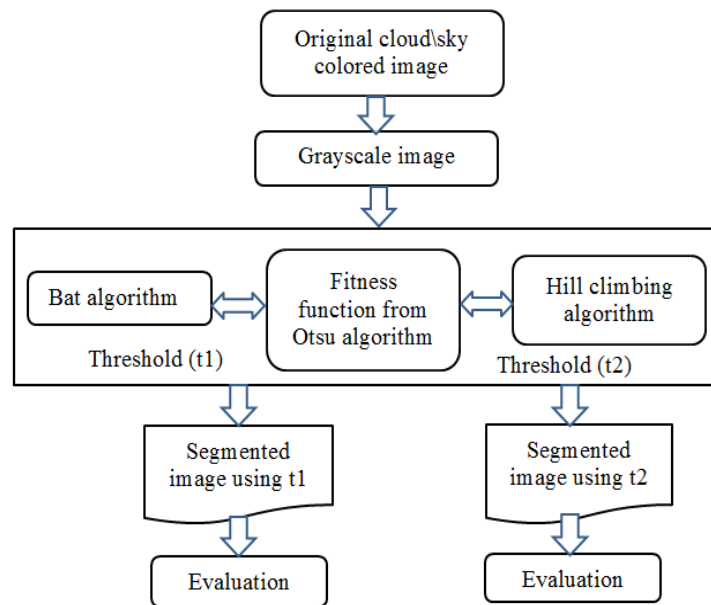 Original cloud\sky
colored image
Grayscale image
Bat algorithm
Fitness
function from
Otsu algorithm
Hill climbing
algorithm
Threshold (t1)
Threshold (t2)
Segmented
image using t1
Segmented
image using t2
Evaluation
Evaluation